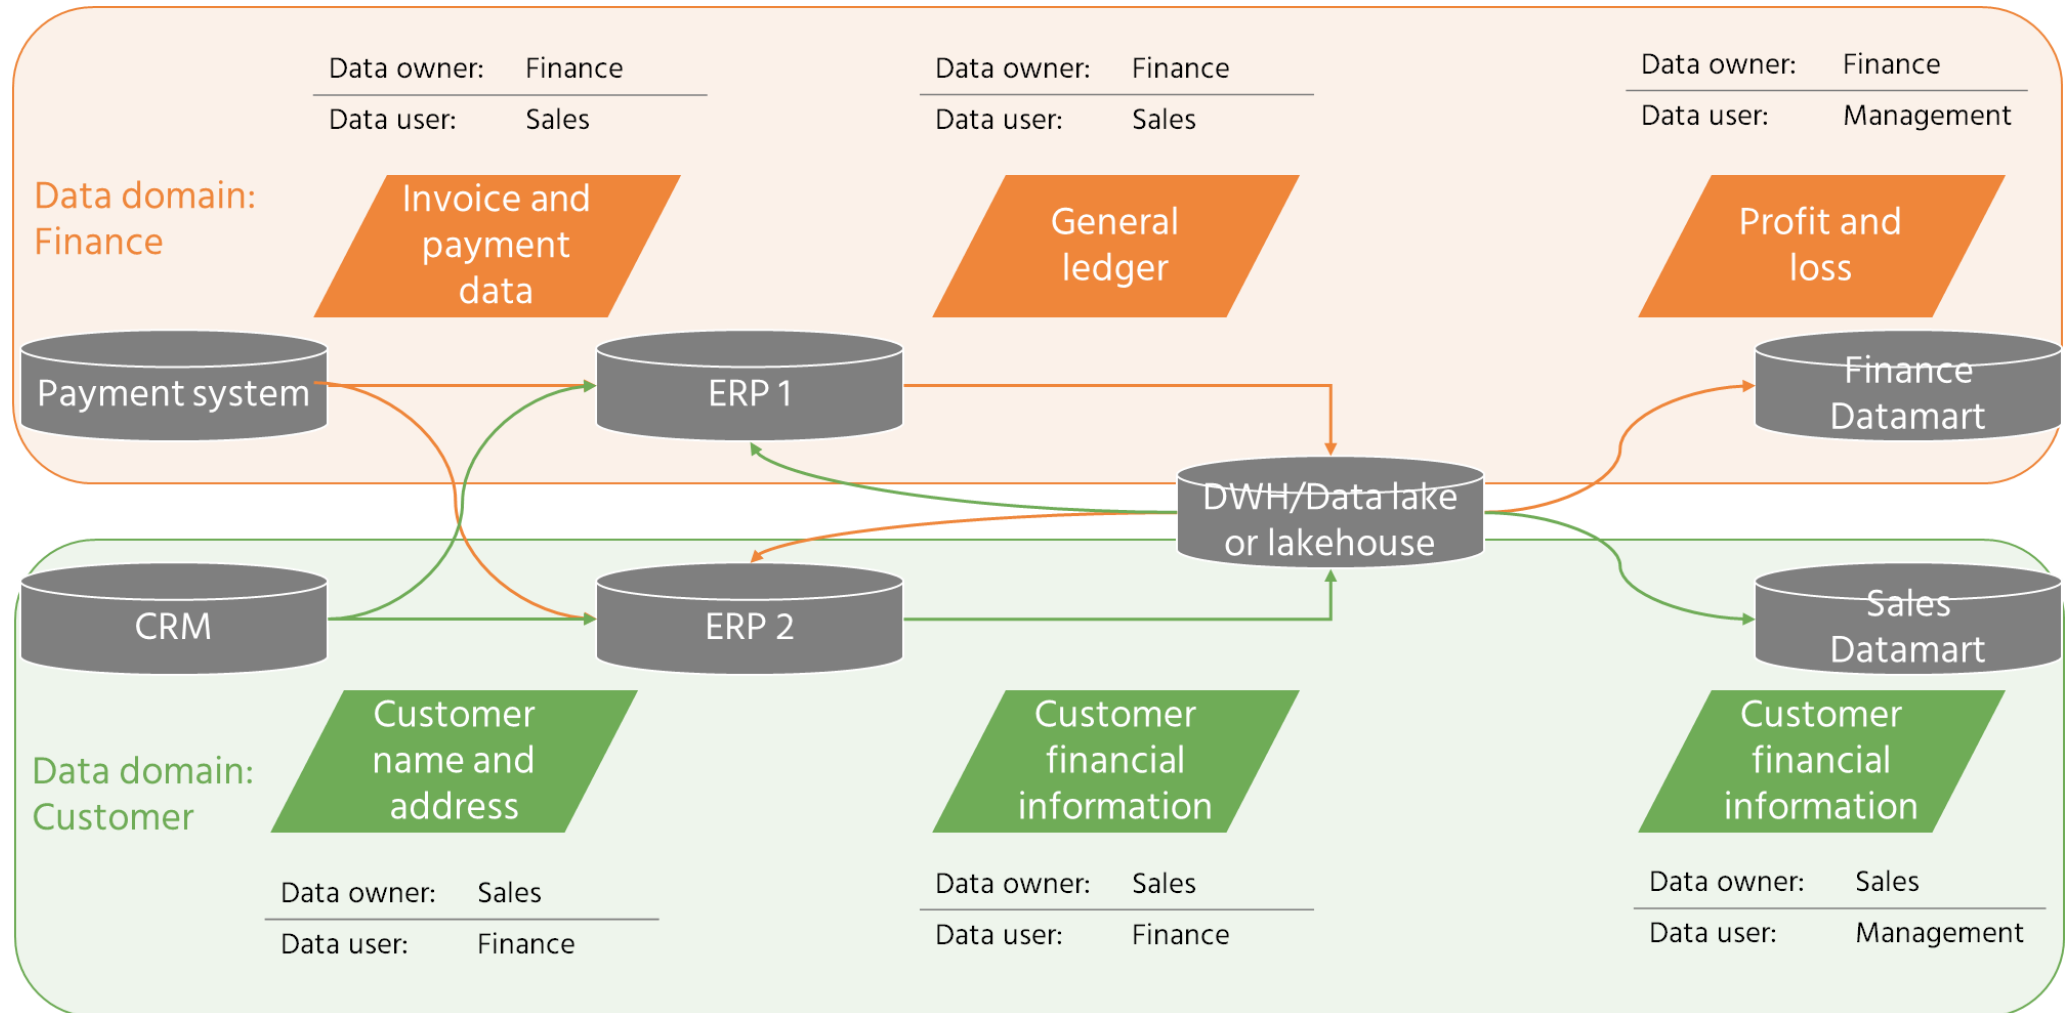 Data owner: Finance
Data user: Sales
Data owner: Finance
Data user: Sales
Data owner: Finance
Data user: Management
Data domain:
Finance
Invoice and
payment
data
General
ledger
Profit and
loss
Payment system
ERP 1
Finance
Datamart
DWH/Data lake
or lakehouse
CRM
ERP 2
Sales
Datamart
Data domain:
Customer
Customer
name and
address
Customer
financial
information
Customer
financial
information
Data owner: Sales
Data user: Finance
Data owner: Sales
Data user: Finance
Data owner: Sales
Data user: Management